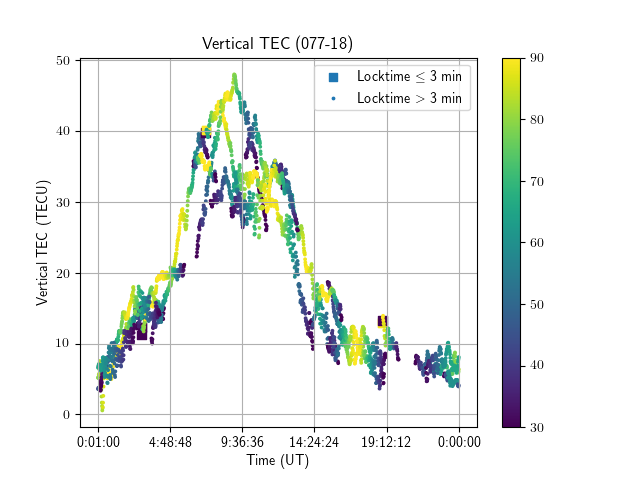 Vertical TEC (077-18)
Locktime ≤ 3 min
Locktime > 3 min
Vertical TEC (TECU)
50
40
30
20
10
0
0:01:00 4:48:48 9:36:36 14:24:24 19:12:12 0:00:00
Time (UT)
90
80
70
60
50
40
30